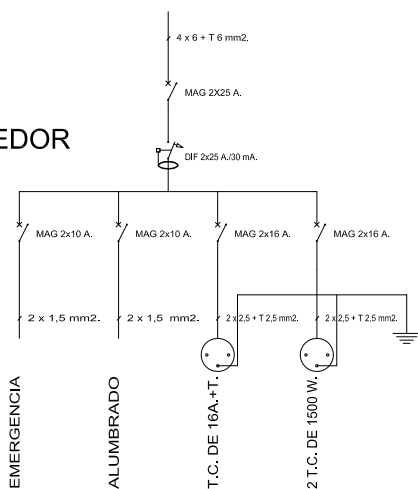 4 x 6 + T 6 mm2.
MAG 2X25 A.
EDOR
DIF 2x25 A./30 mA.
MAG 2x10 A.
MAG 2x10 A.
MAG 2x16 A.
MAG 2x16 A.
2 x 1,5 mm2.
2 x 1,5 mm2.
2 x 2,5 + T 2,5 mm2.
2 x 2,5 + T 2,5 mm2.
EMERGENCIA
ALUMBRADO
T.C. DE 16A.+T.
2 T.C. DE 1500 W.